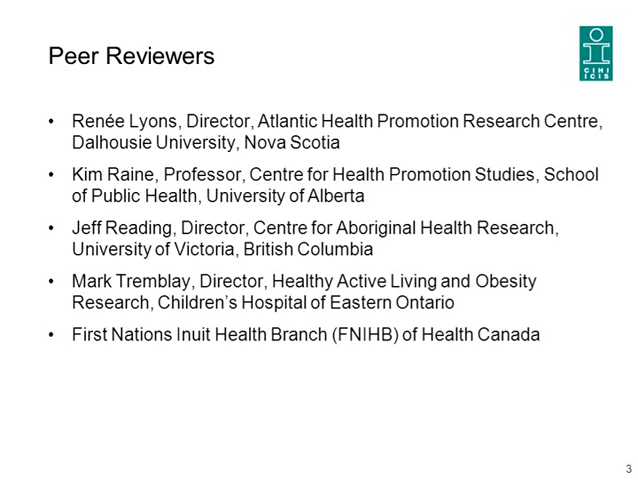 Peer Reviewers
CIHI
ICIS
• Renée Lyons, Director, Atlantic Health Promotion Research Centre,
Dalhousie University, Nova Scotia
• Kim Raine, Professor, Centre for Health Promotion Studies, School
of Public Health, University of Alberta
• Jeff Reading, Director, Centre for Aboriginal Health Research,
University of Victoria, British Columbia
• Mark Tremblay, Director, Healthy Active Living and Obesity
Research, Children’s Hospital of Eastern Ontario
• First Nations Inuit Health Branch (FNIHB) of Health Canada
3